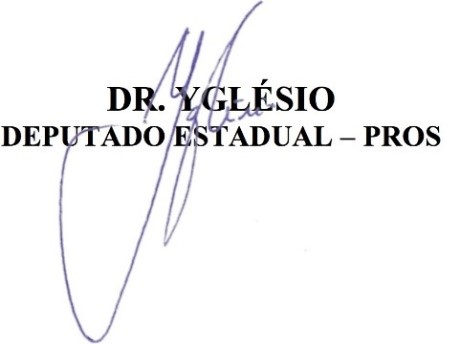 DR. YGLÉSIO
DEPUTADO ESTADUAL – PROS